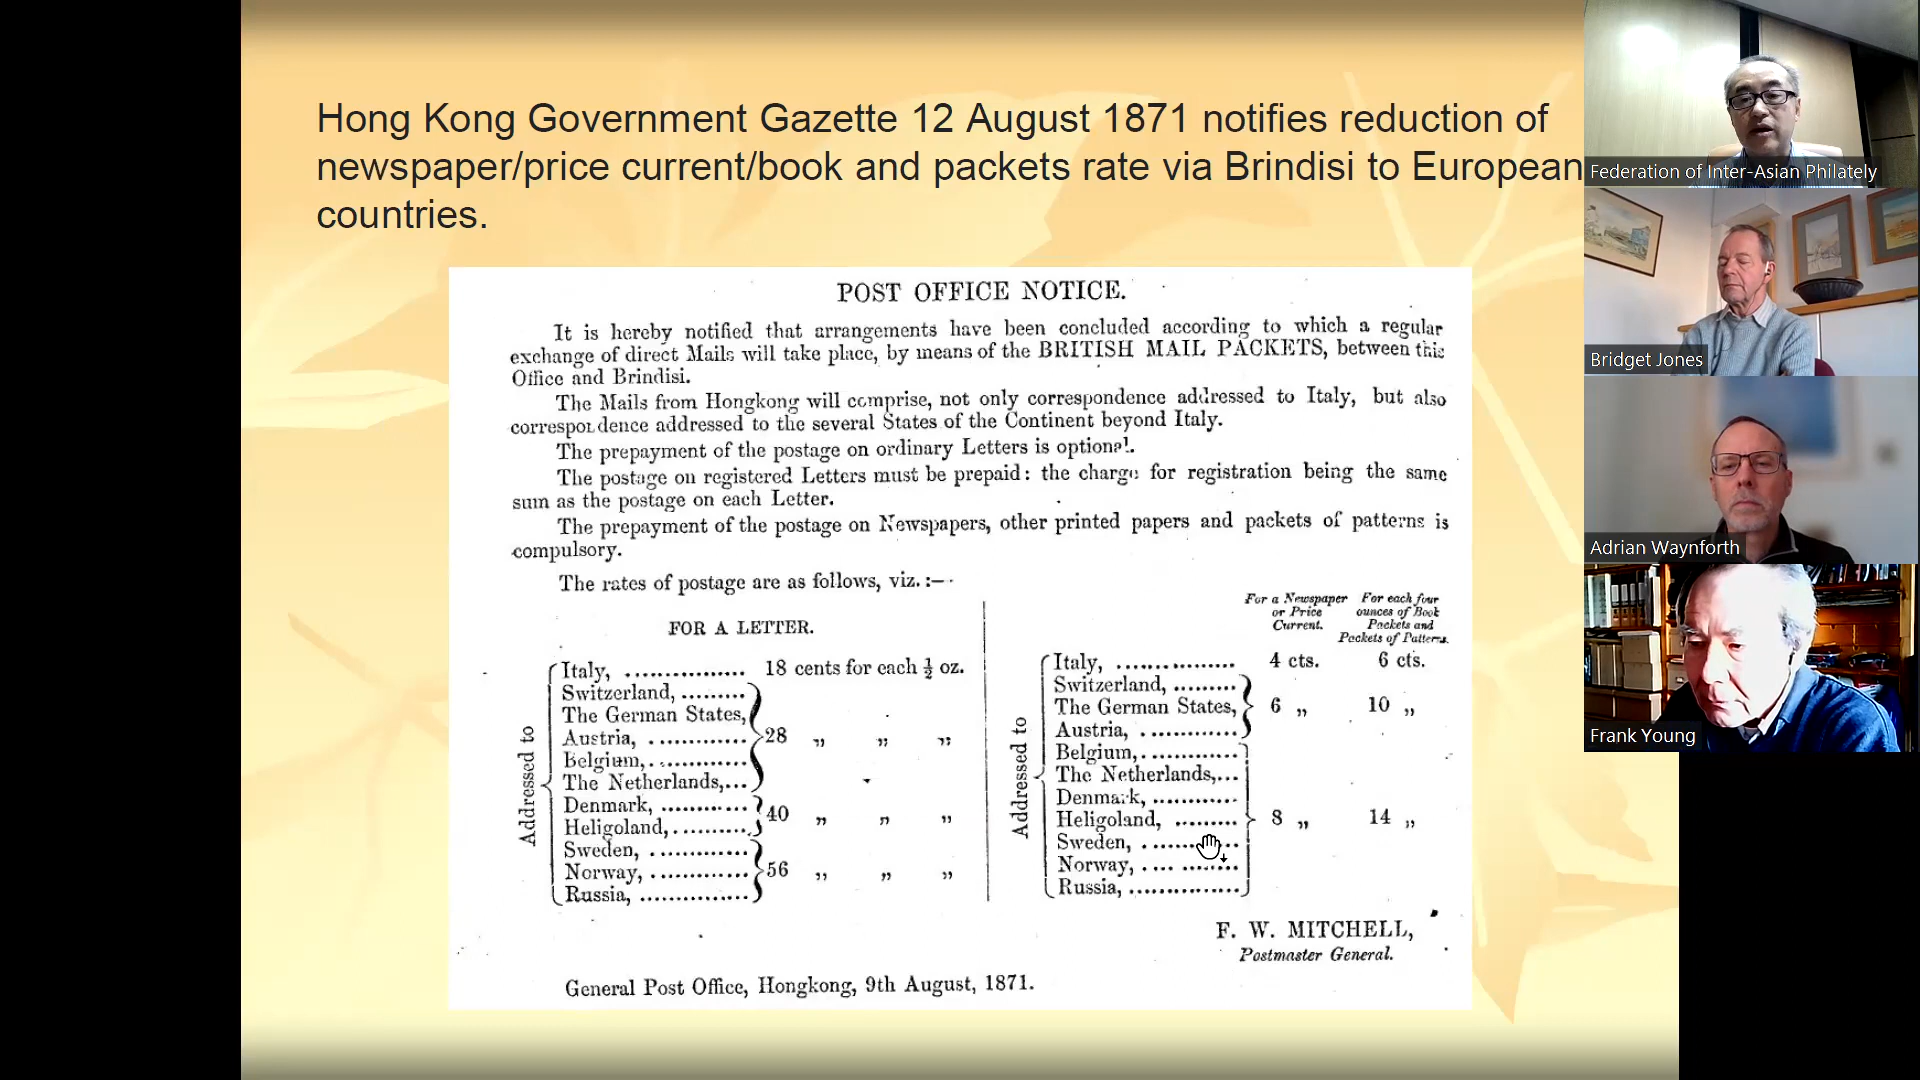 Hong Kong Government Gazette 12 August 1871 notifies reduction of
newspaper/price current/book and packets rate via Brindisi to European
countries.
POST OFFICE NOTICE.
It is hereby notified that arrangements have been concluded according to which a regular
exchange of direct Mails will take place, by means of the BRITISH MAIL PACKETS, between this
Office and Brindisi.
The Mails from Hongkong will comprise, not only correspondence addressed to Italy, but also
correspondence addressed to the several States of the Continent beyond Italy.
The prepayment of the postage on ordinary Letters is optional.
The postage on registered Letters must be prepaid: the charge for registration being the same
sum as the postage on each Letter.
The prepayment of the postage on Newspapers, other printed papers and packets of patterns is
compulsory.
The rates of postage are as follows, viz.:—
FOR A LETTER.
Addressed to
Italy, ................ 18 cents for each ½ oz.
Switzerland, .........
The German States,
Austria, ............. 28 „ „ „
Belgium, .............
The Netherlands,...
Denmark, ............
Heligoland, .......... 40 „ „ „
Sweden, .............
Norway, ............. 56 „ „ „
Russia, ...............
For a Newspaper or Price Current.
For each four ounces of Book Packets and Packets of Patterns.
Addressed to
Italy, ................ 4 cts. 6 cts.
Switzerland, .........
The German States, 6 „ 10 „
Austria, .............
Belgium, .............
The Netherlands,...
Denmark, ............
Heligoland, ......... 8 „ 14 „
Sweden, .............
Norway, .............
Russia, ...............
F. W. MITCHELL,
Postmaster General.
General Post Office, Hongkong, 9th August, 1871.
Federation of Inter-Asian Philately
Bridget Jones
Adrian Waynforth
Frank Young